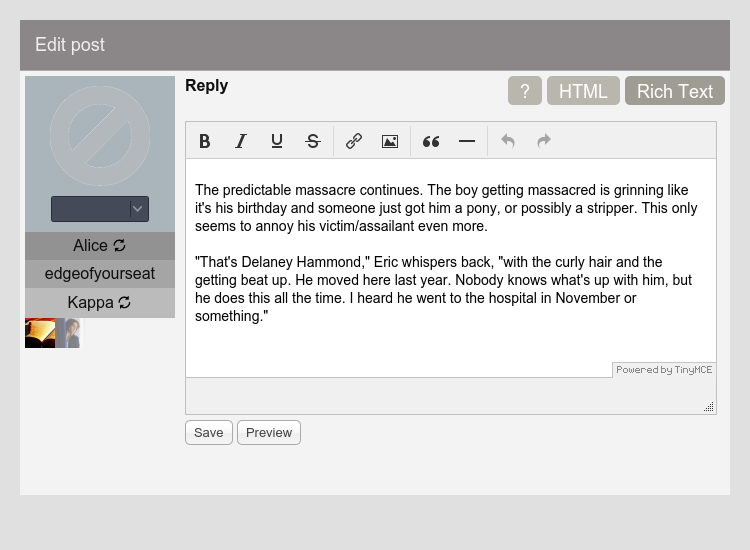 Edit post
Reply
?
HTML
Rich Text
Alice
edgeofyourseat
Kappa
B I U S
The predictable massacre continues. The boy getting massacred is grinning like
it's his birthday and someone just got him a pony, or possibly a stripper. This only
seems to annoy his victim/assailant even more.
"That's Delaney Hammond," Eric whispers back, "with the curly hair and the
getting beat up. He moved here last year. Nobody knows what's up with him, but
he does this all the time. I heard he went to the hospital in November or
something."
Powered by TinyMCE
Save
Preview